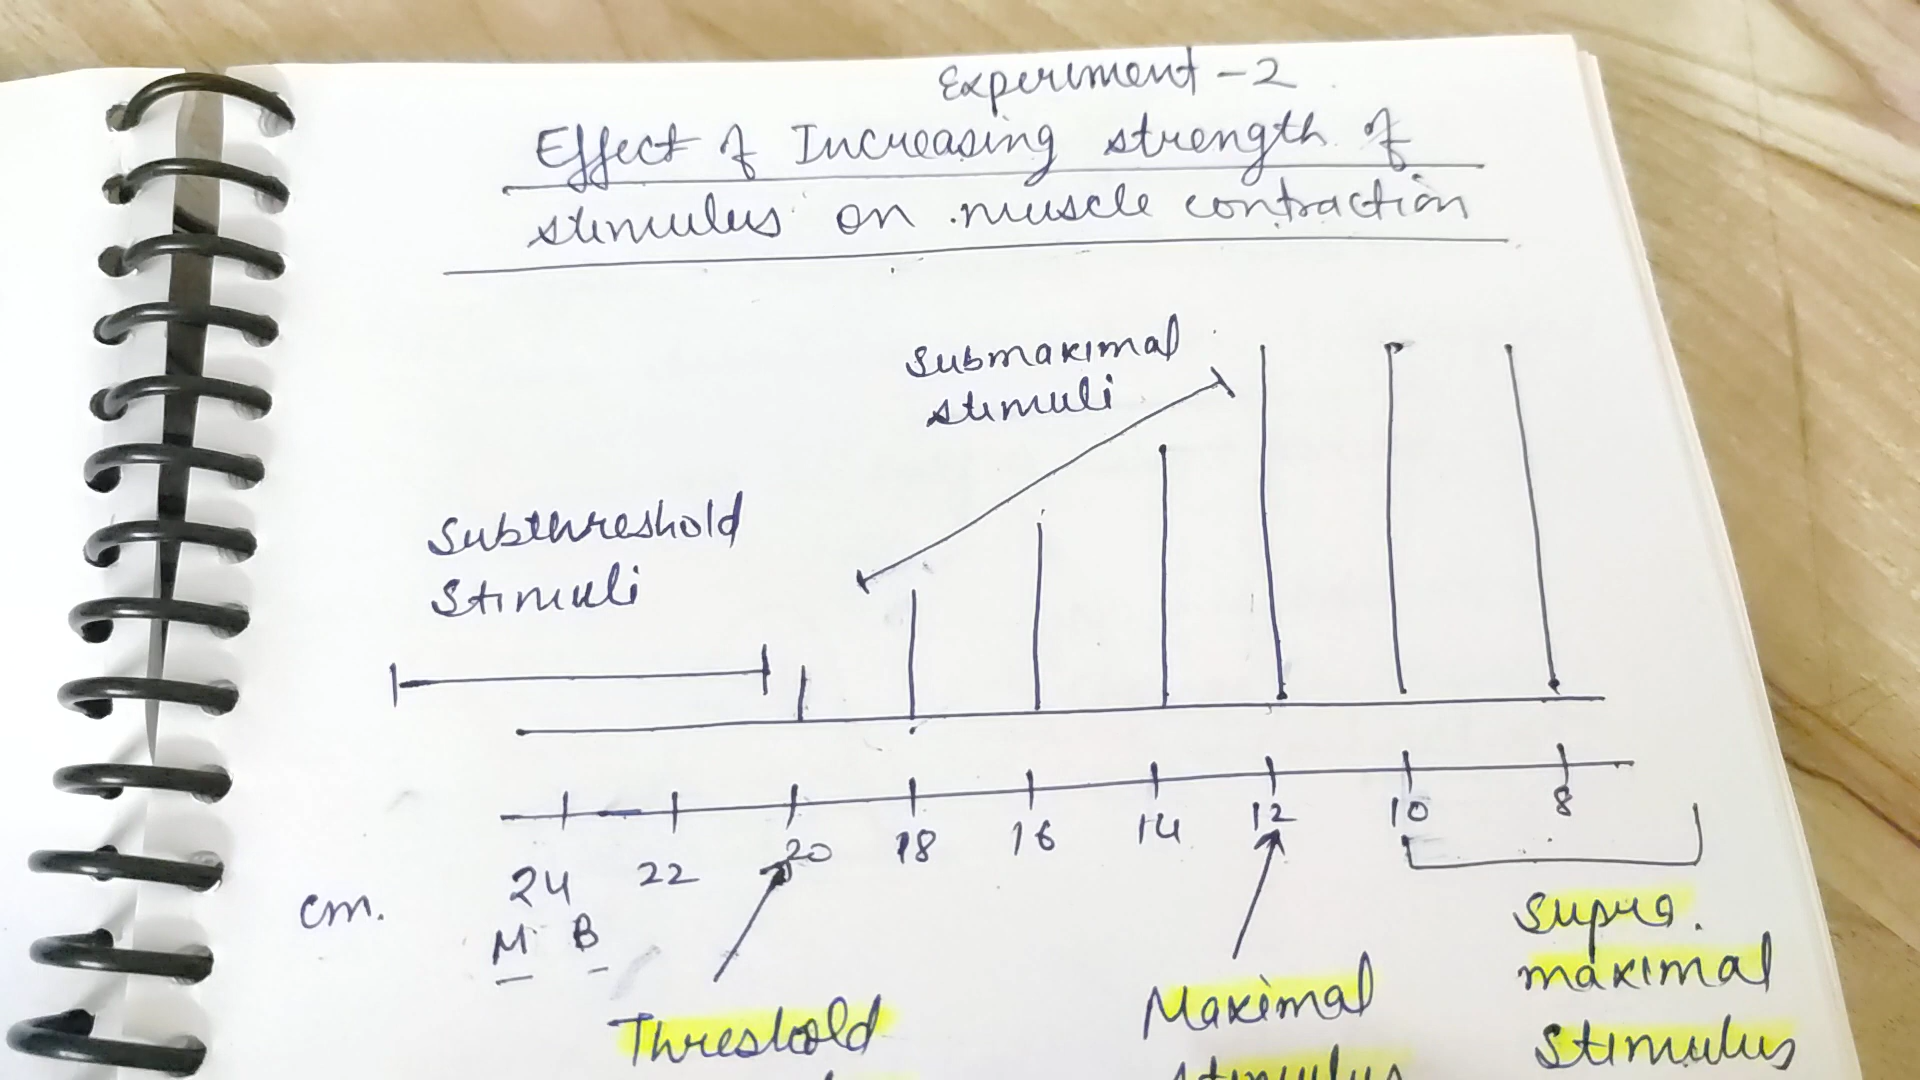 Experiment - 2
Effect of Increasing strength of
stimulus on muscle contraction
Submaximal
stimuli
Subthreshold
Stimuli
24 22 20 18 16 14 12 10 8
cm.
M B
Threshold
Maximal
stimulus
Supra.
maximal
Stimulus